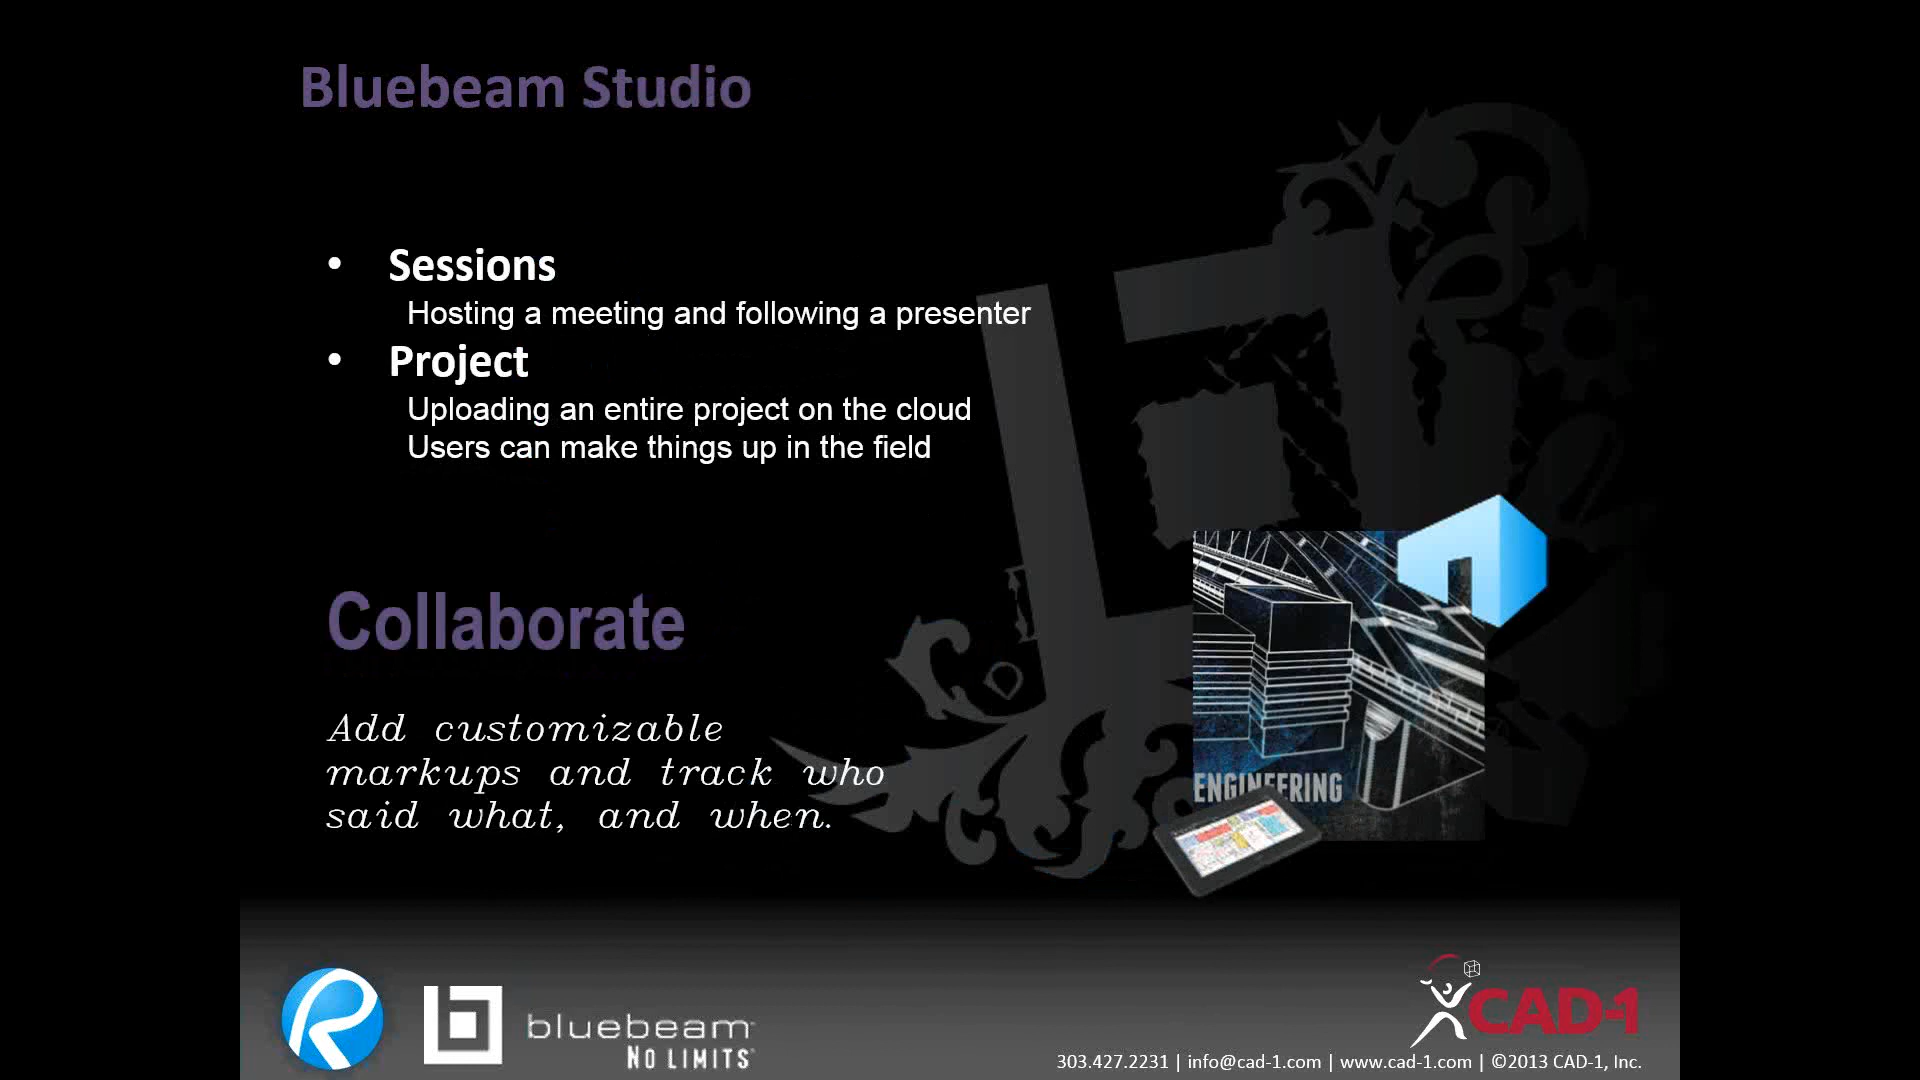 Bluebeam Studio
• Sessions
Hosting a meeting and following a presenter
• Project
Uploading an entire project on the cloud
Users can make things up in the field
Collaborate
Add customizable
markups and track who
said what, and when.
ENGINEERING
bluebeam
NO LIMITS
CAD-1
303.427.2231 | info@cad-1.com | www.cad-1.com | ©2013 CAD-1, Inc.